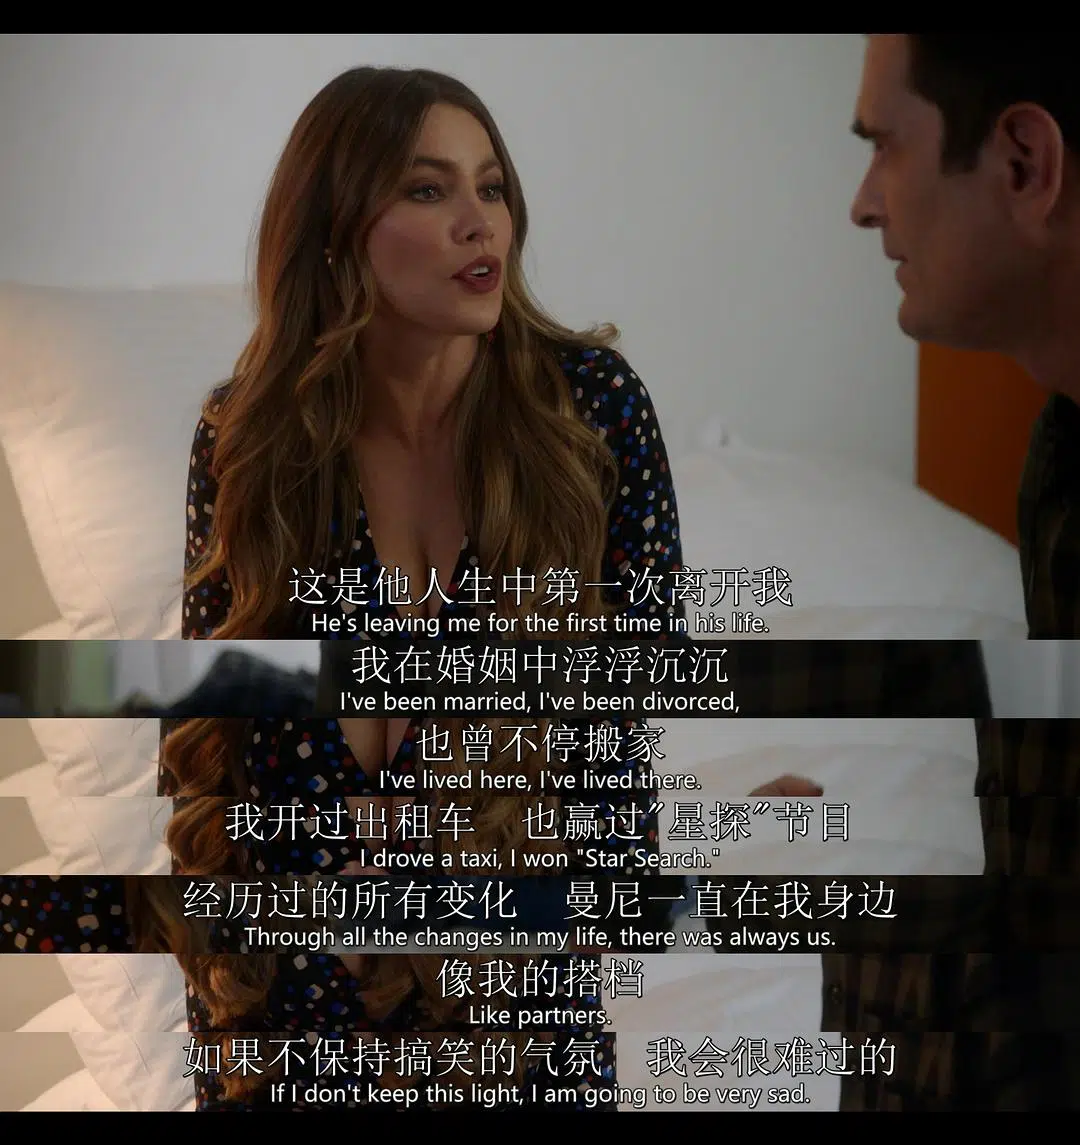 这是他人生中第一次离开我
He's leaving me for the first time in his life.
我在婚姻中浮浮沉沉
I've been married, I've been divorced,
也曾不停搬家
I've lived here, I've lived there.
我开过出租车 也赢过"星探"节目
I drove a taxi, I won "Star Search."
经历过的所有变化 曼尼一直在我身边
Through all the changes in my life, there was always us.
像我的搭档
Like partners.
如果不保持搞笑的气氛 我会很难过的
If I don't keep this light, I am going to be very sad.